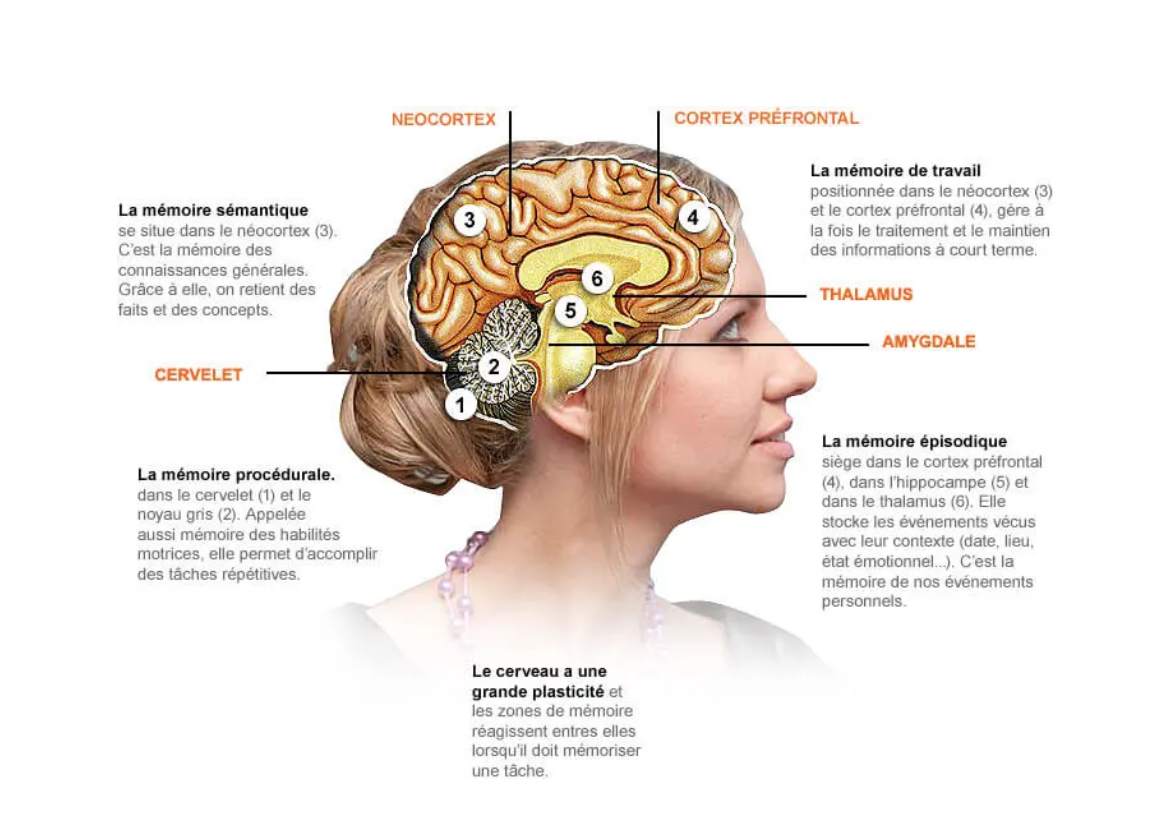 NEOCORTEX
CORTEX PRÉFRONTAL
La mémoire de travail
positionnée dans le néocortex (3)
et le cortex préfrontal (4), gère à
la fois le traitement et le maintien
des informations à court terme.
La mémoire sémantique
se situe dans le néocortex (3).
C'est la mémoire des
connaissances générales.
Grâce à elle, on retient des
faits et des concepts.
3
4
6
5
2
1
THALAMUS
AMYGDALE
CERVELET
La mémoire épisodique
siège dans le cortex préfrontal
(4), dans l'hippocampe (5) et
dans le thalamus (6). Elle
stocke les événements vécus
avec leur contexte (date, lieu,
état émotionnel...). C'est la
mémoire de nos événements
personnels.
La mémoire procédurale.
dans le cervelet (1) et le
noyau gris (2). Appelée
aussi mémoire des habilités
motrices, elle permet d'accomplir
des tâches répétitives.
Le cerveau a une
grande plasticité et
les zones de mémoire
réagissent entres elles
lorsqu'il doit mémoriser
une tâche.